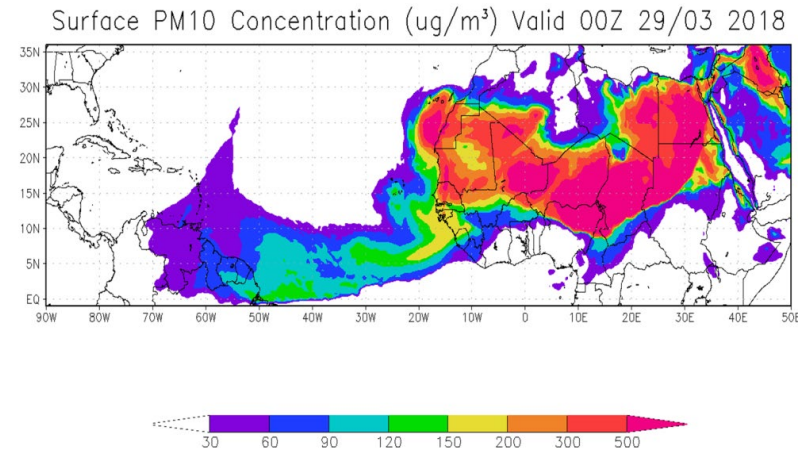 Surface PM10 Concentration (ug/m³) Valid 00Z 29/03 2018
35N
30N
25N
20N
15N
10N
5N
EQ
90W 80W 70W 60W 50W 40W 30W 20W 10W 0 10E 20E 30E 40E 50E
30 60 90 120 150 200 300 500